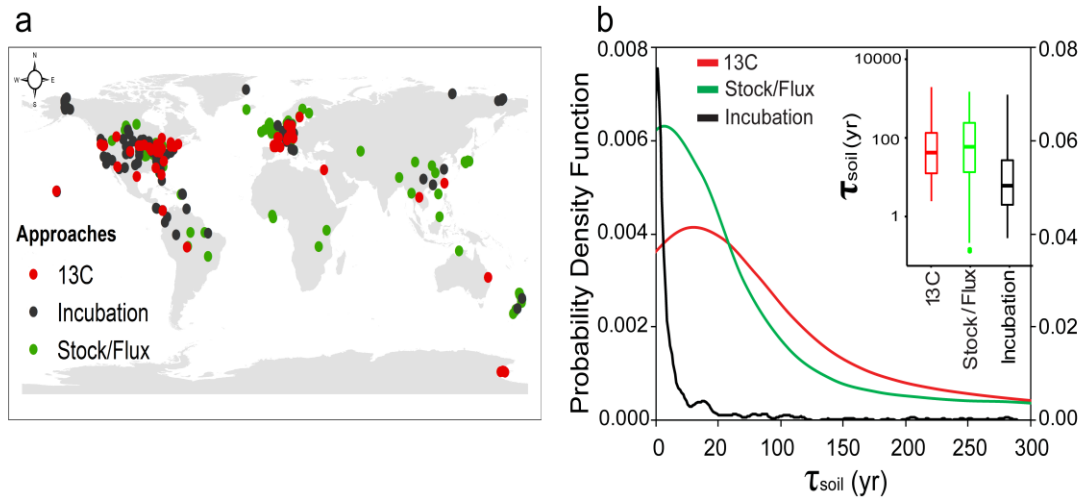 a
N
W E
S
Approaches
13C
Incubation
Stock/Flux
b
Probability Density Function
0.008
0.006
0.004
0.002
0.000
0 20 100 150 200 300
τsoil (yr)
0.08
0.06
0.04
0.02
0.00
13C
Stock/Flux
Incubation
τsoil (yr)
10000
100
1
13C
Stock/Flux
Incubation